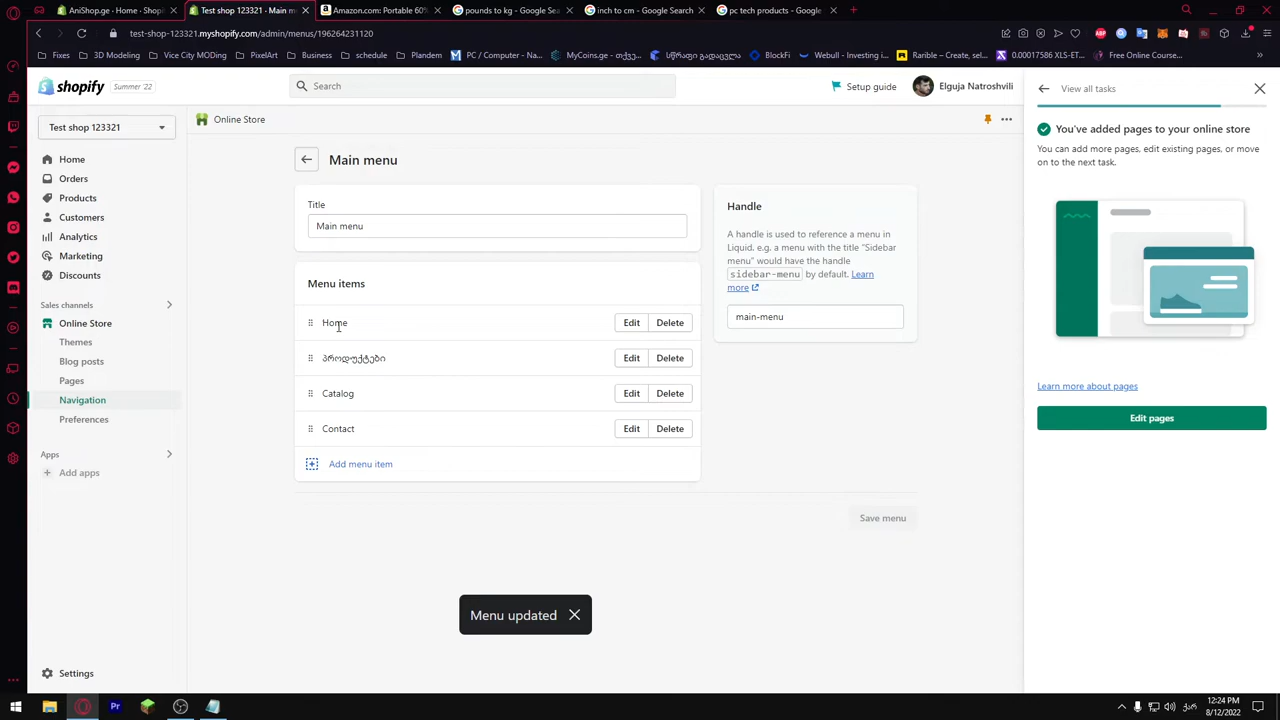 AniShop.ge - Home - Shopif
Test shop 123321 - Main m
Amazon.com: Portable 60%
pounds to kg - Google Sea
inch to cm - Google Search
pc tech products - Google
test-shop-123321.myshopify.com/admin/menus/196264231120
Fixes
3D Modeling
Vice City MODing
PixelArt
Business
schedule
Plandem
PC / Computer - N...
MyCoins.ge - თქვე...
სწრაფი გადაცვლა
BlockFi
Webull - Investing i...
Rarible – Create, sel...
0.00017586 XLS-ET...
Free Online Course...
shopify
Summer '22
Search
Setup guide
Elguja Natroshvili
View all tasks
Test shop 123321
Online Store
Home
Orders
Products
Customers
Analytics
Marketing
Discounts
Sales channels
Online Store
Themes
Blog posts
Pages
Navigation
Preferences
Apps
Add apps
Settings
Main menu
Title
Main menu
Menu items
Home
Edit
Delete
პროდუქტები
Edit
Delete
Catalog
Edit
Delete
Contact
Edit
Delete
Add menu item
Handle
A handle is used to reference a menu in
Liquid, e.g. a menu with the title “Sidebar
menu” would have the handle
sidebar-menu by default. Learn
more
main-menu
Save menu
Menu updated
You've added pages to your online store
You can add more pages, edit existing pages, or move
on to the next task.
Learn more about pages
Edit pages
12:24 PM
8/12/2022